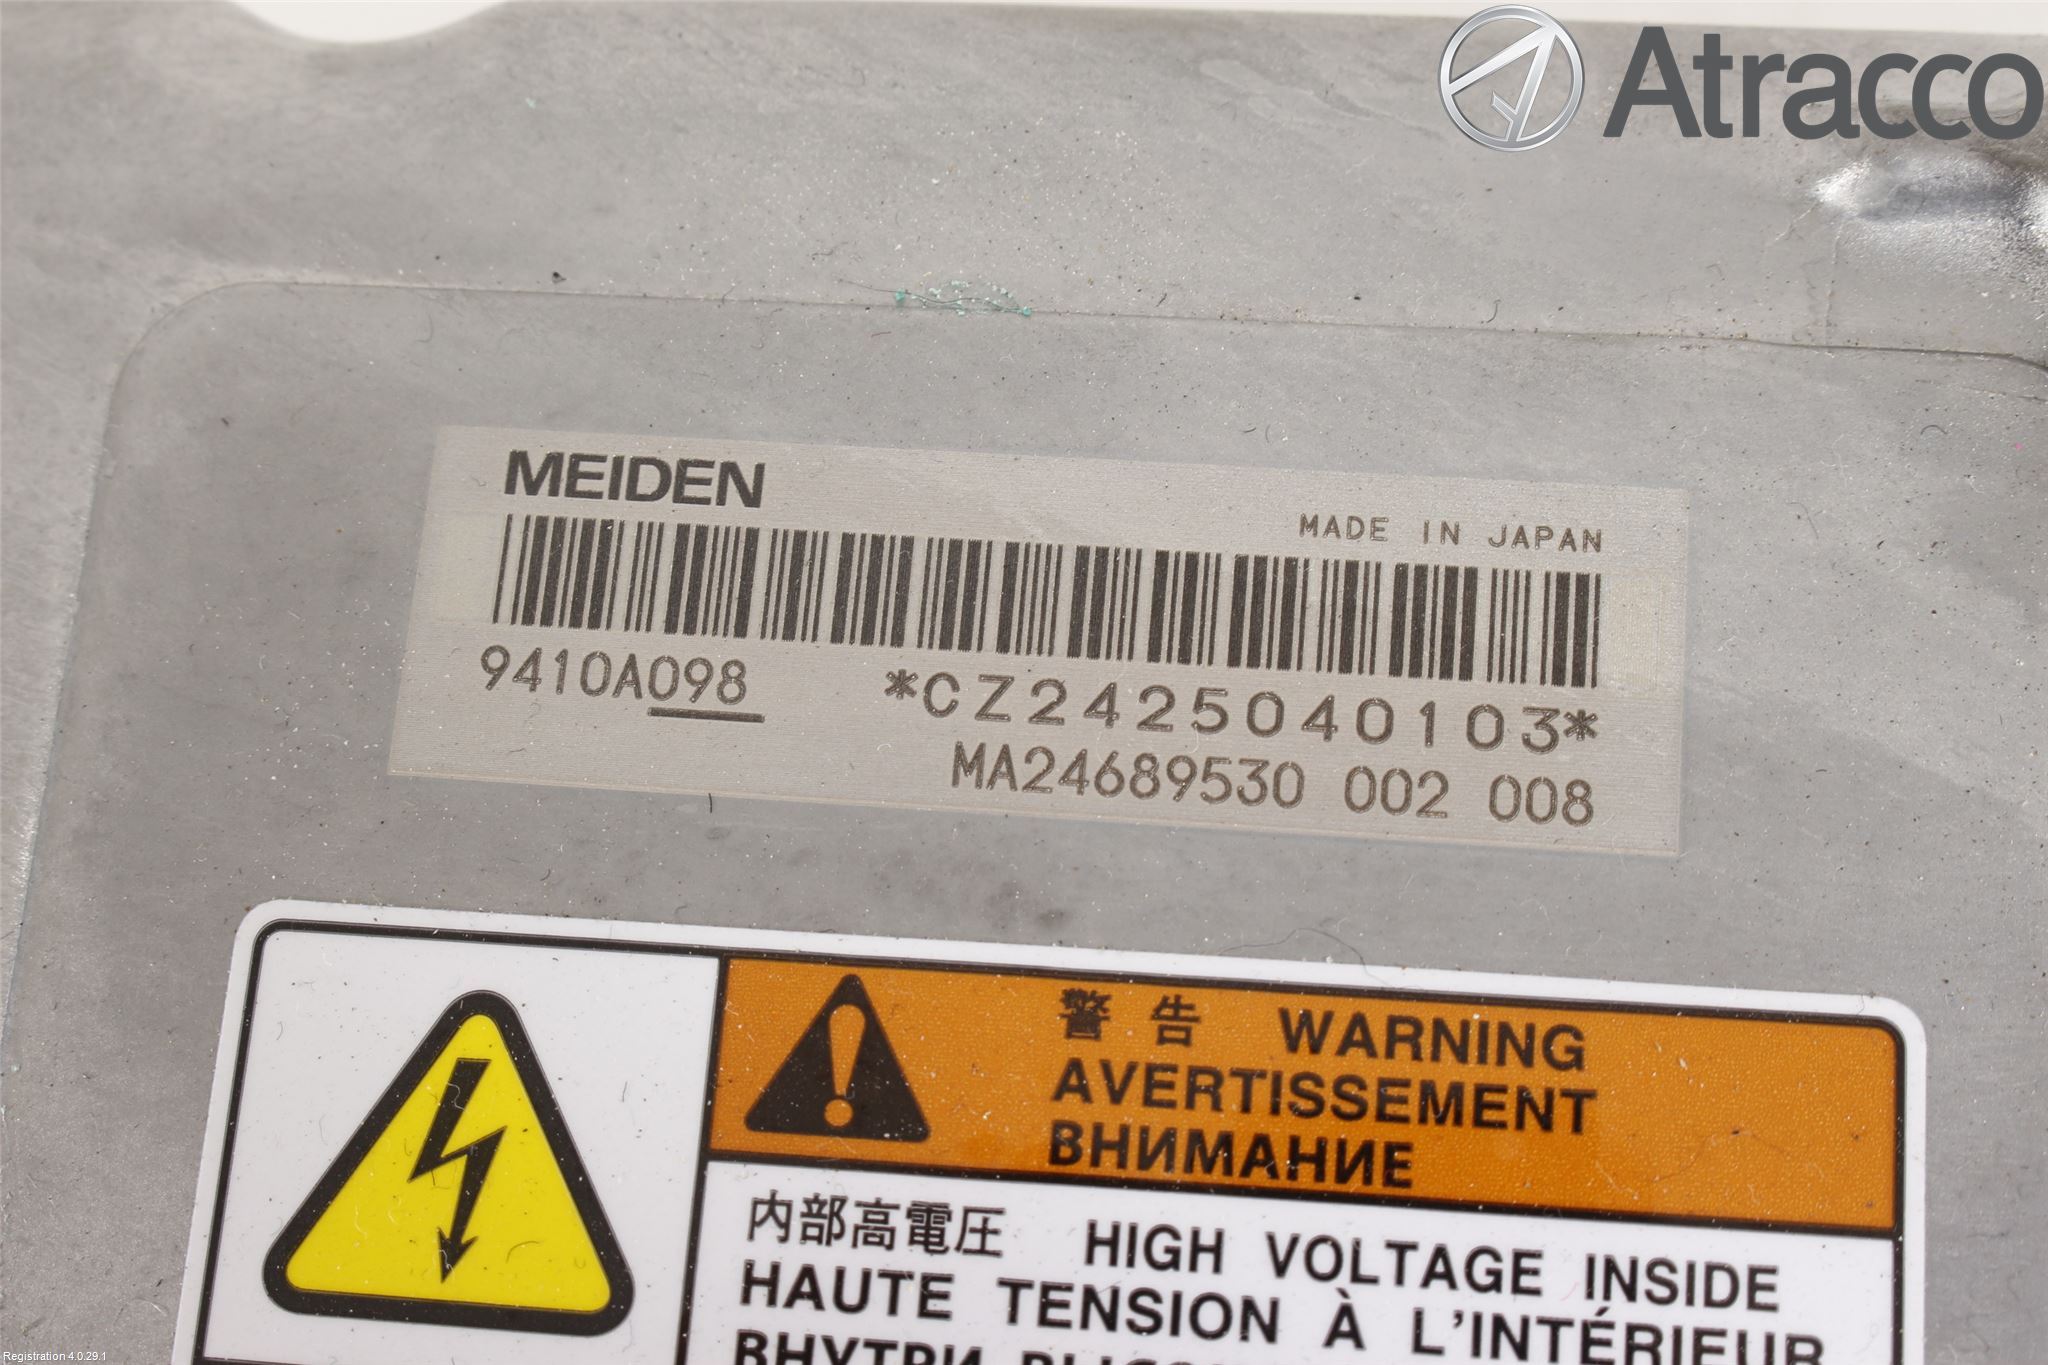 Atracco
MEIDEN
MADE IN JAPAN
9410A098 *CZ2425040103*
MA24689530 002 008
警告 WARNING
AVERTISSEMENT
ВНИМАНИЕ
内部高電圧 HIGH VOLTAGE INSIDE
HAUTE TENSION À L'INTÉRIEUR
ВНУТРИ
Registration 4.0.29.1